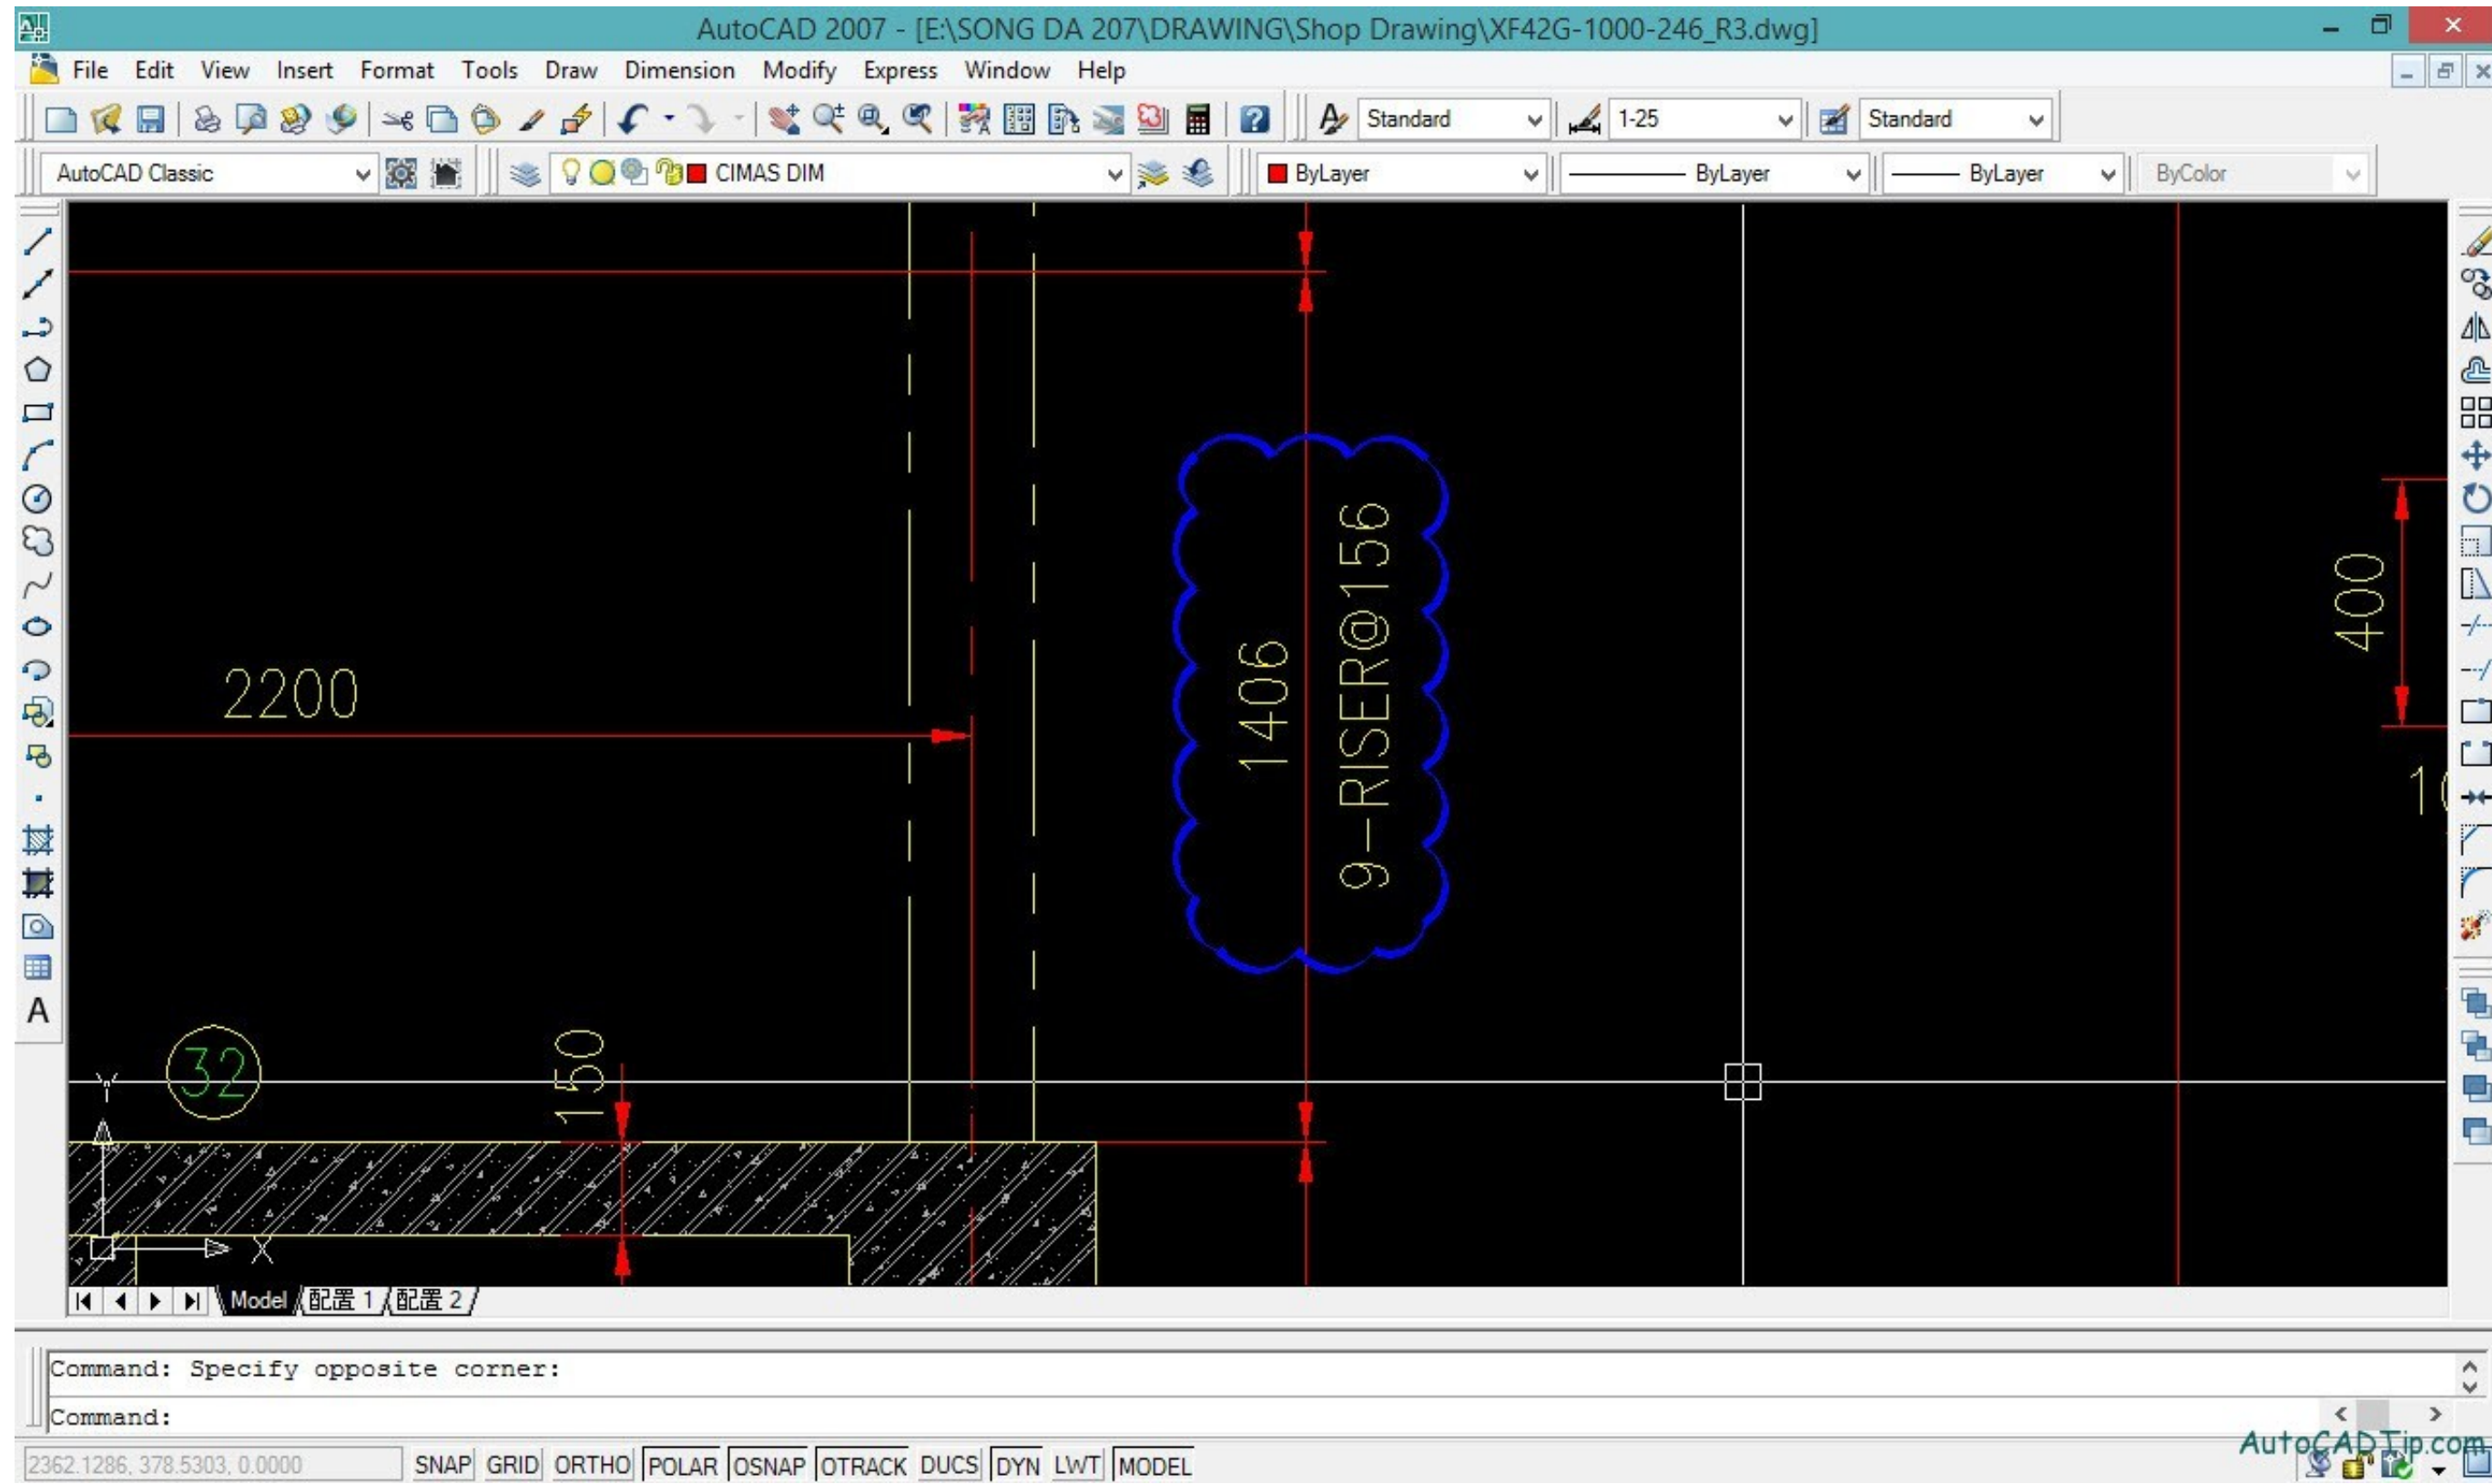 AutoCAD 2007 - [E:\SONG DA 207\DRAWING\Shop Drawing\XF42G-1000-246_R3.dwg]
File Edit View Insert Format Tools Draw Dimension Modify Express Window Help
Standard 1-25 Standard
AutoCAD Classic CIMAS DIM ByLayer ByLayer ByLayer ByColor
2200
1406
9-RISER@156
400
32
150
Y
X
A
Model 配置 1 配置 2
Command: Specify opposite corner:
Command:
AutoCADTip.com
2362.1286, 378.5303, 0.0000 SNAP GRID ORTHO POLAR OSNAP OTRACK DUCS DYN LWT MODEL